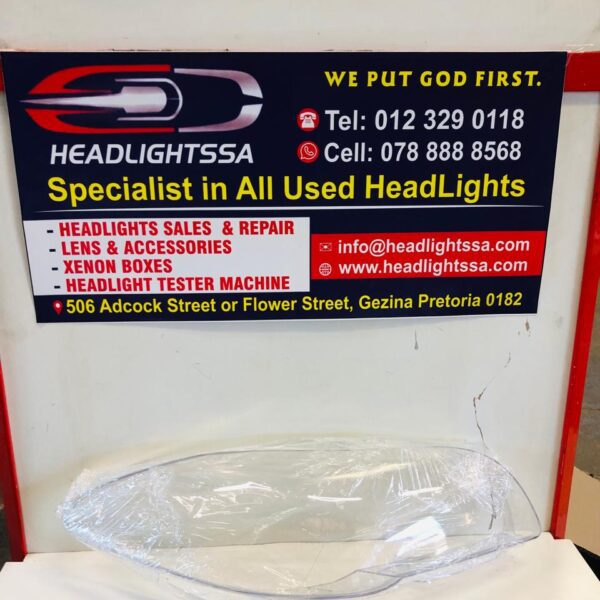 WE PUT GOD FIRST.
Tel: 012 329 0118
HEADLIGHTSSA
Cell: 078 888 8568
Specialist in All Used HeadLights
- HEADLIGHTS SALES & REPAIR
- LENS & ACCESSORIES
- XENON BOXES
- HEADLIGHT TESTER MACHINE
info@headlightssa.com
www.headlightssa.com
506 Adcock Street or Flower Street, Gezina Pretoria 0182